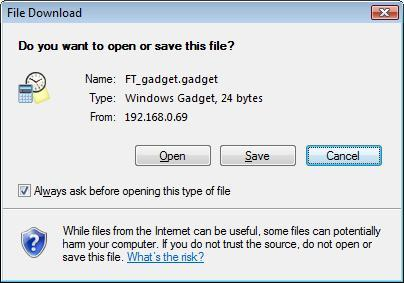 File Download
Do you want to open or save this file?
Name: FT_gadget.gadget
Type: Windows Gadget, 24 bytes
From: 192.168.0.69
Open Save Cancel
Always ask before opening this type of file
While files from the Internet can be useful, some files can potentially
harm your computer. If you do not trust the source, do not open or
save this file. What's the risk?